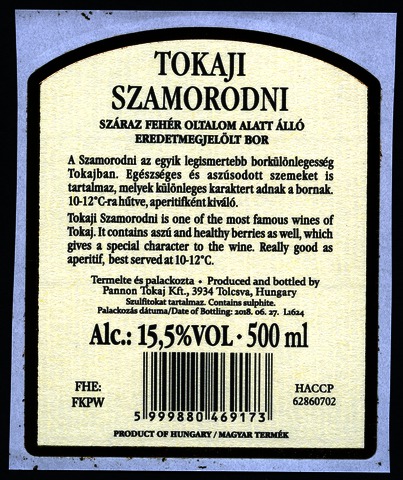 TOKAJI
SZAMORODNI
SZÁRAZ FEHÉR OLTALOM ALATT ÁLLÓ
EREDETMEGJELÖLT BOR
A Szamorodni az egyik legismertebb borkülönlegesség
Tokajban. Egészséges és aszúsodott szemeket is
tartalmaz, melyek különleges karaktert adnak a bornak.
10-12°C-ra hűtve, aperitifként kiváló.
Tokaji Szamorodni is one of the most famous wines of
Tokaj. It contains aszú and healthy berries as well, which
gives a special character to the wine. Really good as
aperitif, best served at 10-12°C.
Termelte és palackozta • Produced and bottled by
Pannon Tokaj Kft., 3934 Tolcsva, Hungary
Szulfitokat tartalmaz. Contains sulphite.
Palackozás dátuma/Date of Bottling: 2018. 06. 27. L1624
Alc.: 15,5%VOL · 500 ml
FHE:
FKPW
HACCP
62860702
5 999880 469173
PRODUCT OF HUNGARY / MAGYAR TERMÉK